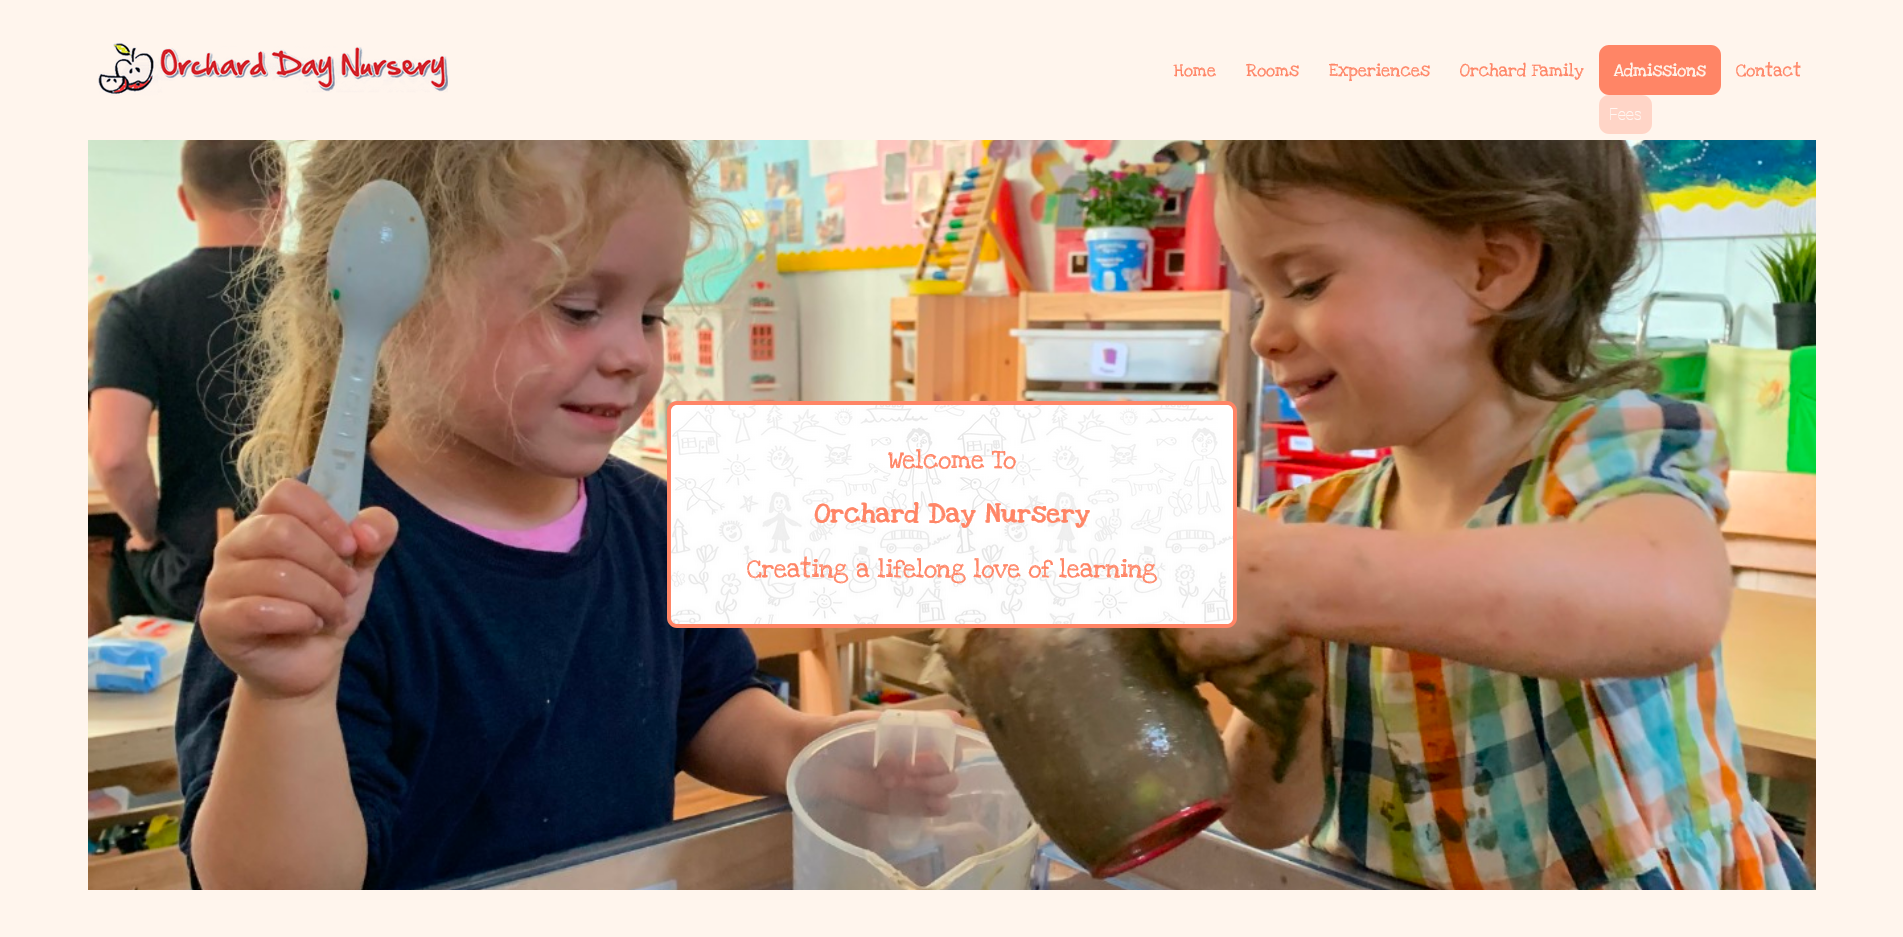 Orchard Day Nursery
Home Rooms Experiences Orchard Family Admissions Contact
Fees
Welcome To
Orchard Day Nursery
Creating a lifelong love of learning